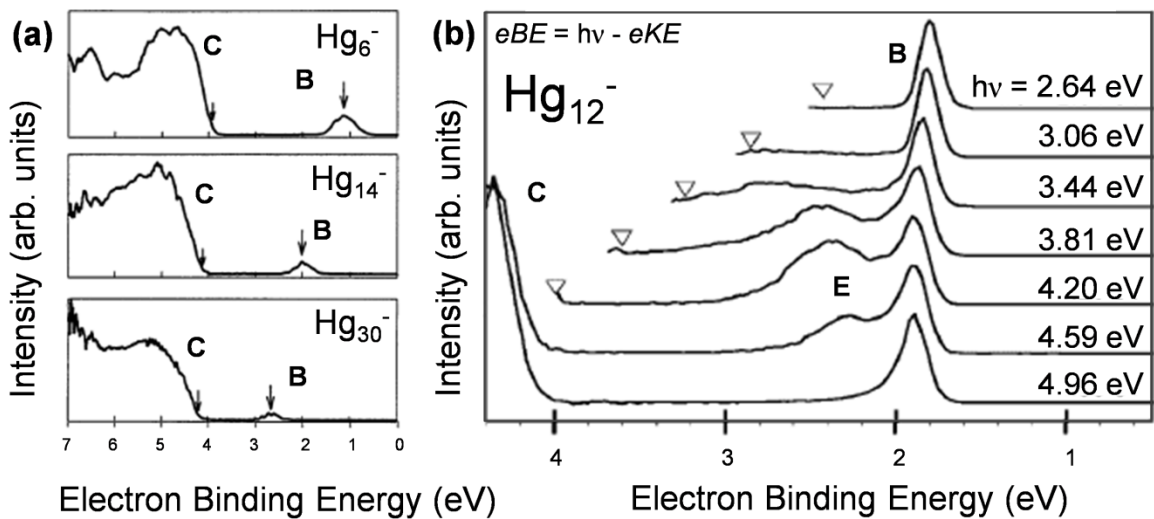 (a)
C
Hg6-
B
C
Hg14-
B
C
Hg30-
B
Intensity (arb. units)
7 6 5 4 3 2 1 0
Electron Binding Energy (eV)
(b)
eBE = hν - eKE
Hg12-
B
hν = 2.64 eV
3.06 eV
3.44 eV
C
3.81 eV
4.20 eV
E
4.59 eV
4.96 eV
Intensity (arb. units)
4 3 2 1
Electron Binding Energy (eV)